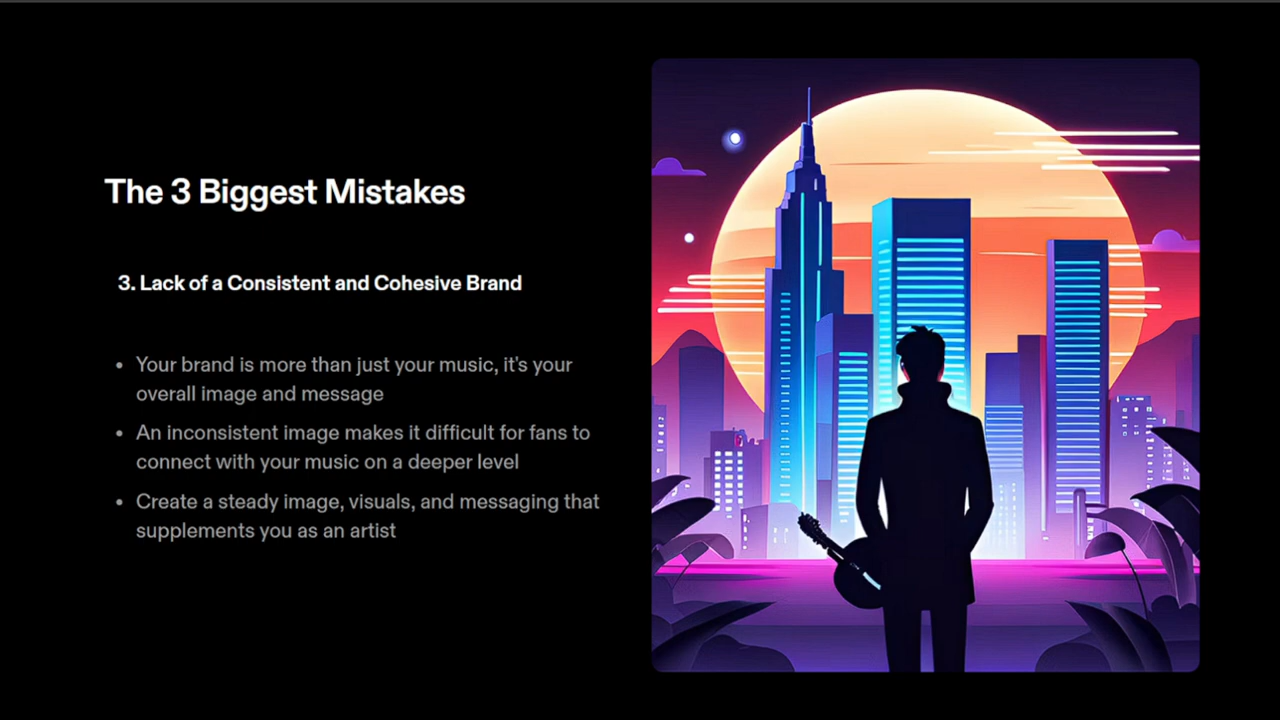 The 3 Biggest Mistakes
3. Lack of a Consistent and Cohesive Brand
• Your brand is more than just your music, it's your
overall image and message
• An inconsistent image makes it difficult for fans to
connect with your music on a deeper level
• Create a steady image, visuals, and messaging that
supplements you as an artist